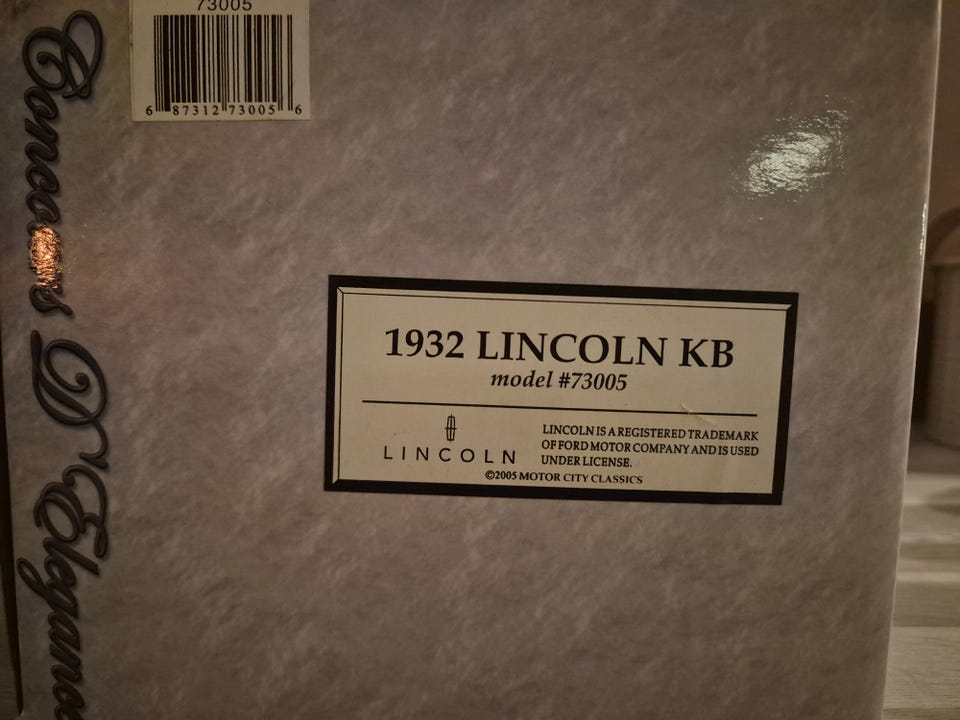 73005
6 87312 73005 6
1932 LINCOLN KB
model #73005
LINCOLN
LINCOLN IS A REGISTERED TRADEMARK
OF FORD MOTOR COMPANY AND IS USED
UNDER LICENSE.
©2005 MOTOR CITY CLASSICS
D'Eleganc